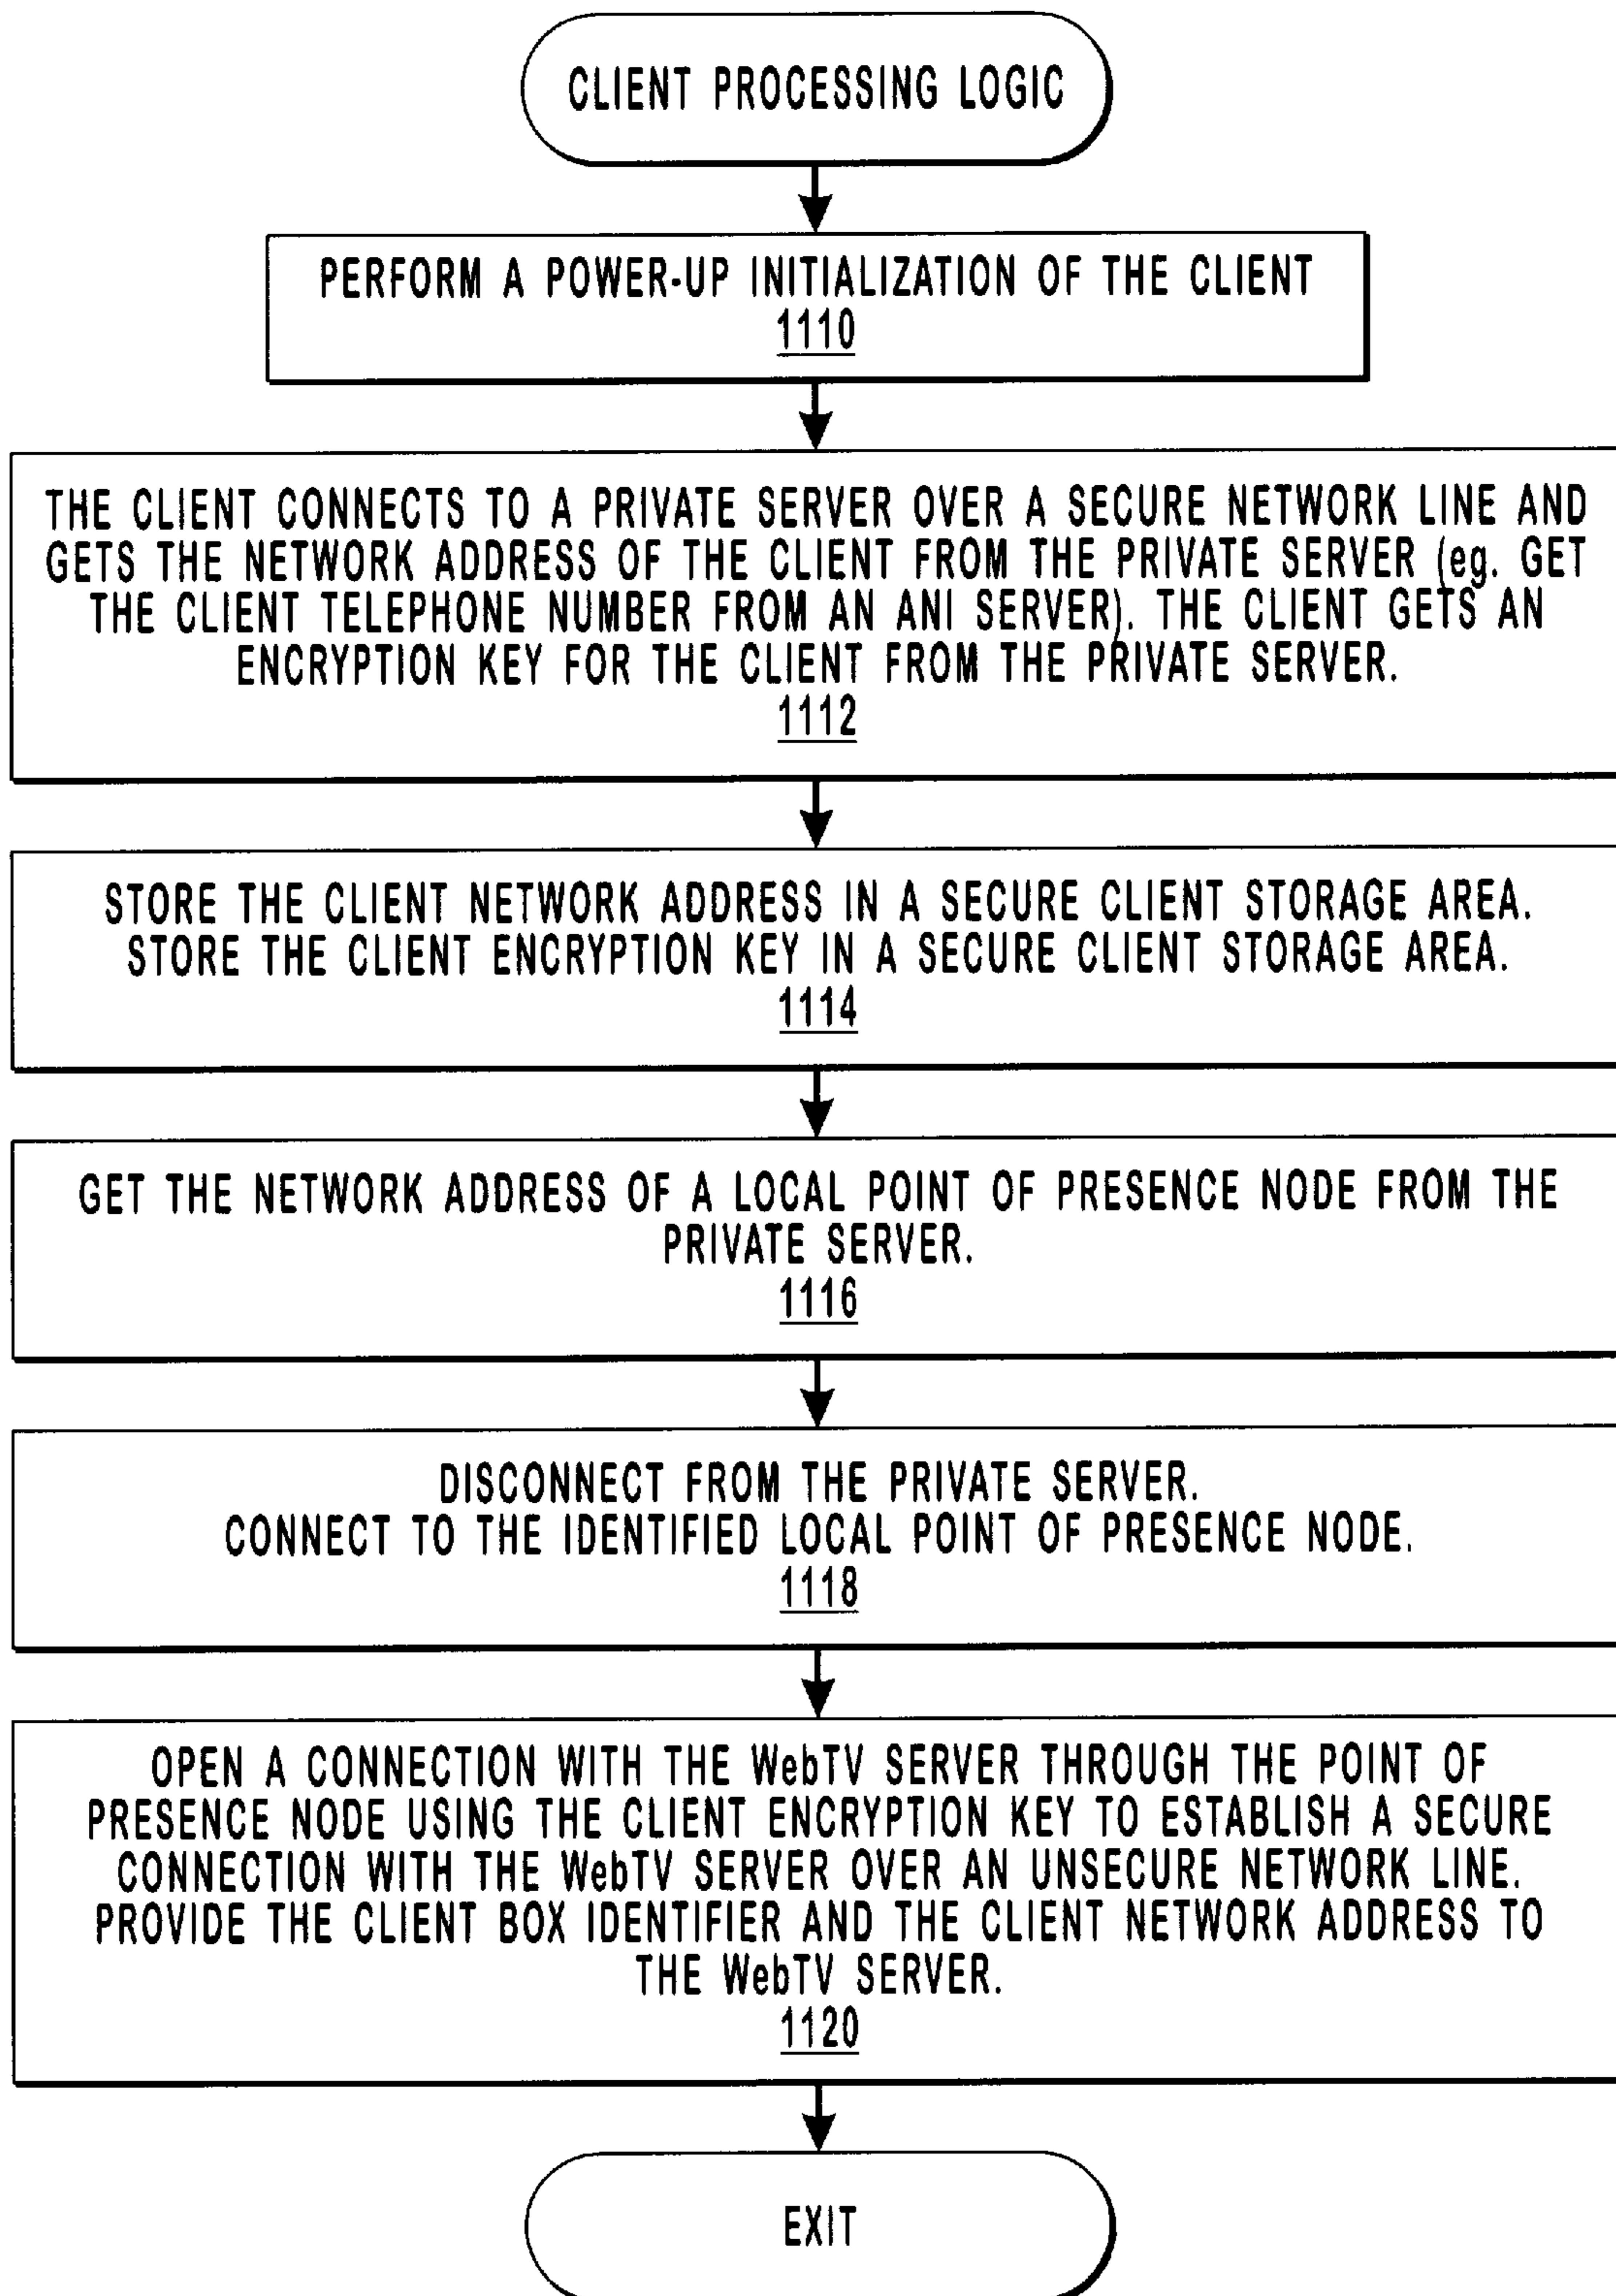 CLIENT PROCESSING LOGIC
PERFORM A POWER-UP INITIALIZATION OF THE CLIENT
1110
THE CLIENT CONNECTS TO A PRIVATE SERVER OVER A SECURE NETWORK LINE AND
GETS THE NETWORK ADDRESS OF THE CLIENT FROM THE PRIVATE SERVER (eg. GET
THE CLIENT TELEPHONE NUMBER FROM AN ANI SERVER). THE CLIENT GETS AN
ENCRYPTION KEY FOR THE CLIENT FROM THE PRIVATE SERVER.
1112
STORE THE CLIENT NETWORK ADDRESS IN A SECURE CLIENT STORAGE AREA.
STORE THE CLIENT ENCRYPTION KEY IN A SECURE CLIENT STORAGE AREA.
1114
GET THE NETWORK ADDRESS OF A LOCAL POINT OF PRESENCE NODE FROM THE
PRIVATE SERVER.
1116
DISCONNECT FROM THE PRIVATE SERVER.
CONNECT TO THE IDENTIFIED LOCAL POINT OF PRESENCE NODE.
1118
OPEN A CONNECTION WITH THE WebTV SERVER THROUGH THE POINT OF
PRESENCE NODE USING THE CLIENT ENCRYPTION KEY TO ESTABLISH A SECURE
CONNECTION WITH THE WebTV SERVER OVER AN UNSECURE NETWORK LINE.
PROVIDE THE CLIENT BOX IDENTIFIER AND THE CLIENT NETWORK ADDRESS TO
THE WebTV SERVER.
1120
EXIT